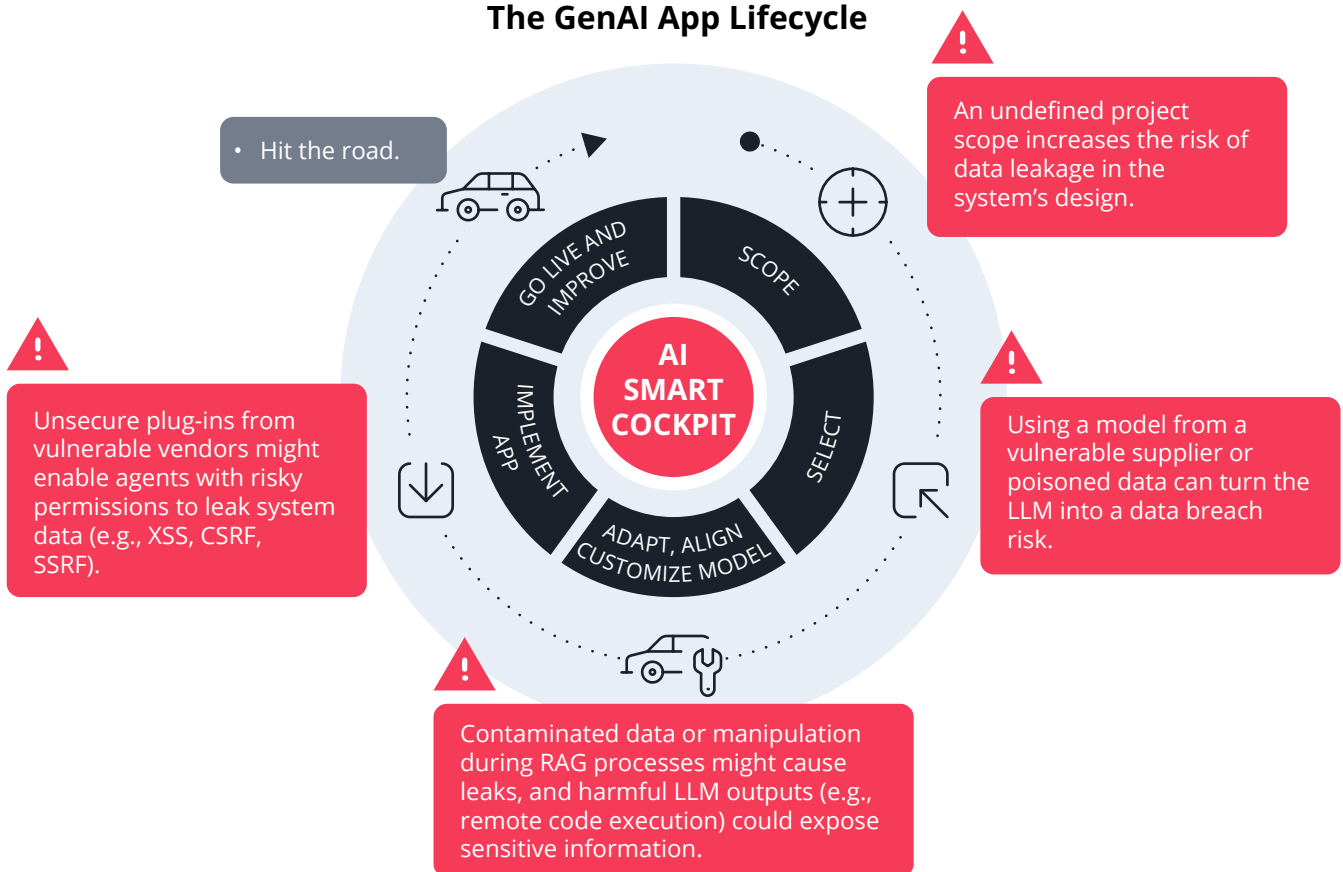 The GenAI App Lifecycle
An undefined project
scope increases the risk of
data leakage in the
system’s design.
• Hit the road.
GO LIVE AND
IMPROVE
SCOPE
AI
SMART
COCKPIT
IMPLEMENT
APP
SELECT
ADAPT, ALIGN
CUSTOMIZE MODEL
Unsecure plug-ins from
vulnerable vendors might
enable agents with risky
permissions to leak system
data (e.g., XSS, CSRF,
SSRF).
Using a model from a
vulnerable supplier or
poisoned data can turn the
LLM into a data breach
risk.
Contaminated data or manipulation
during RAG processes might cause
leaks, and harmful LLM outputs (e.g.,
remote code execution) could expose
sensitive information.